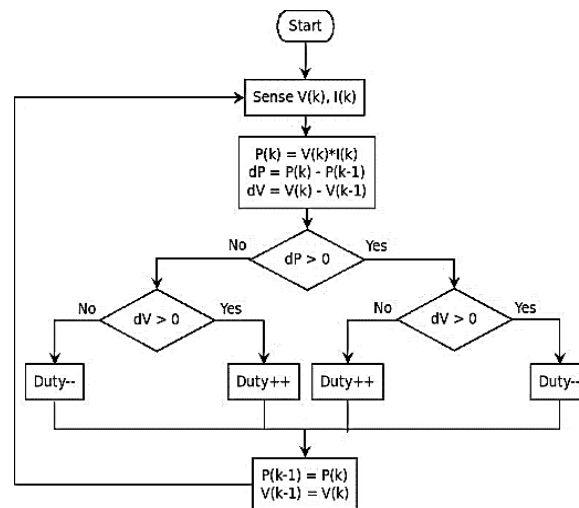 Start
Sense V(k), I(k)
P(k) = V(k)*I(k)
dP = P(k) - P(k-1)
dV = V(k) - V(k-1)
No
dP > 0
Yes
No
dV > 0
Yes
No
dV > 0
Yes
Duty--
Duty++
Duty++
Duty--
P(k-1) = P(k)
V(k-1) = V(k)